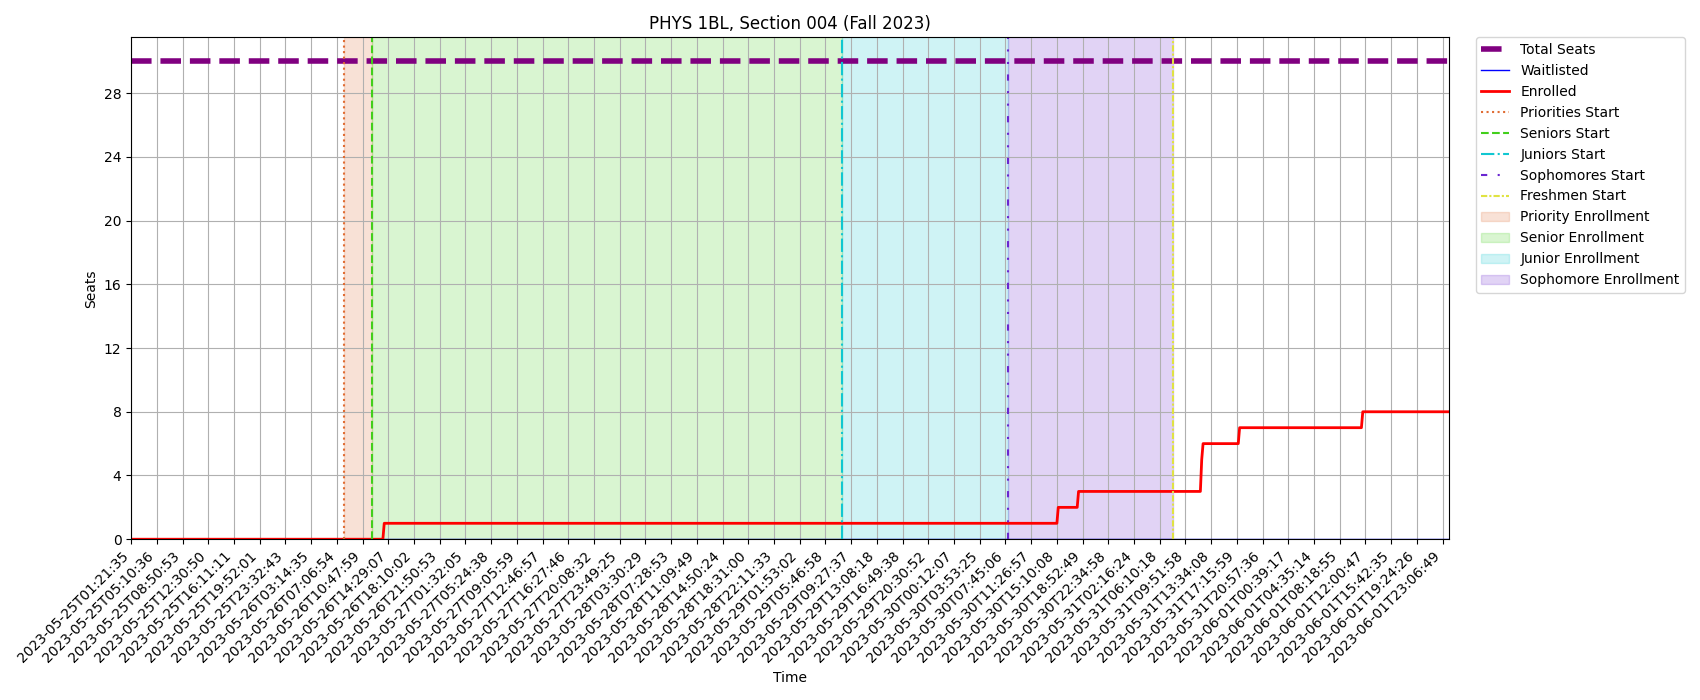 PHYS 1BL, Section 004 (Fall 2023)
Total Seats
Waitlisted
Enrolled
Priorities Start
Seniors Start
Juniors Start
Sophomores Start
Freshmen Start
Priority Enrollment
Senior Enrollment
Junior Enrollment
Sophomore Enrollment
Seats
28
24
20
16
12
8
4
0
2023-05-25T01:21:35
2023-05-25T05:10:36
2023-05-25T08:50:53
2023-05-25T12:30:50
2023-05-25T16:11:11
2023-05-25T19:52:01
2023-05-25T23:32:43
2023-05-26T03:14:35
2023-05-26T07:06:54
2023-05-26T10:47:59
2023-05-26T14:29:07
2023-05-26T18:10:02
2023-05-26T21:50:53
2023-05-27T01:32:05
2023-05-27T05:24:38
2023-05-27T09:05:59
2023-05-27T12:46:57
2023-05-27T16:27:46
2023-05-27T20:08:32
2023-05-27T23:49:25
2023-05-28T03:30:29
2023-05-28T07:28:53
2023-05-28T11:09:49
2023-05-28T14:50:24
2023-05-28T18:31:00
2023-05-28T22:11:33
2023-05-29T01:53:02
2023-05-29T05:46:58
2023-05-29T09:27:37
2023-05-29T13:08:18
2023-05-29T16:49:38
2023-05-29T20:30:52
2023-05-30T00:12:07
2023-05-30T03:53:25
2023-05-30T07:45:06
2023-05-30T11:26:57
2023-05-30T15:10:08
2023-05-30T18:52:49
2023-05-30T22:34:58
2023-05-31T02:16:24
2023-05-31T06:10:18
2023-05-31T09:51:58
2023-05-31T13:34:08
2023-05-31T17:15:59
2023-05-31T20:57:36
2023-06-01T00:39:17
2023-06-01T04:35:14
2023-06-01T08:18:55
2023-06-01T12:00:47
2023-06-01T15:42:35
2023-06-01T19:24:26
2023-06-01T23:06:49
Time